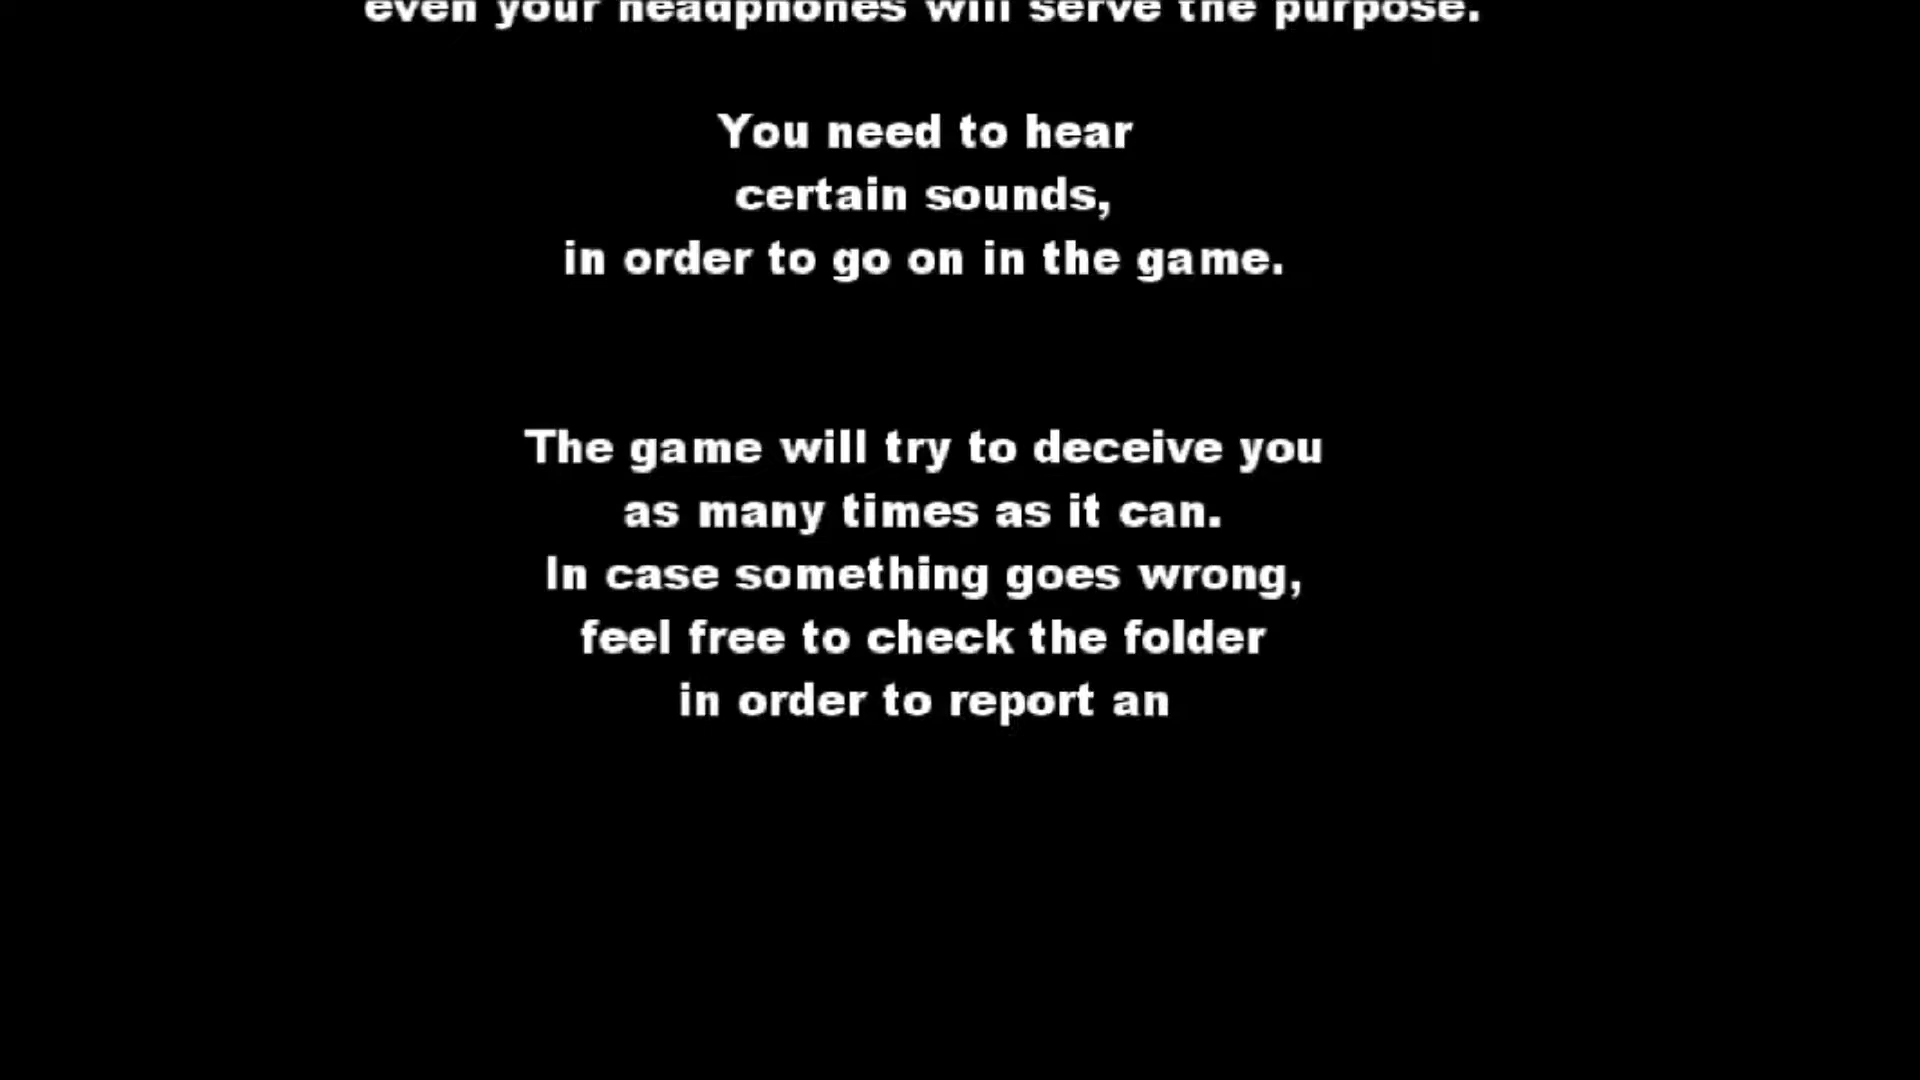 even your headphones will serve the purpose.
You need to hear
certain sounds,
in order to go on in the game.
The game will try to deceive you
as many times as it can.
In case something goes wrong,
feel free to check the folder
in order to report an